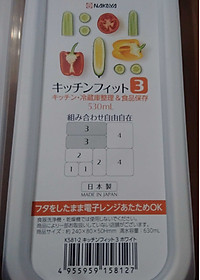 NAKAYA
キッチンフィット3
キッチン・冷蔵庫整理&食品保存
530mL
組み合わせ自由自在
3
3
4
1
1
2
4
日本製
MADE IN JAPAN
フタをしたまま電子レンジあたためOK
K581-2 キッチンフィット3 ホワイト
4 955959 158127